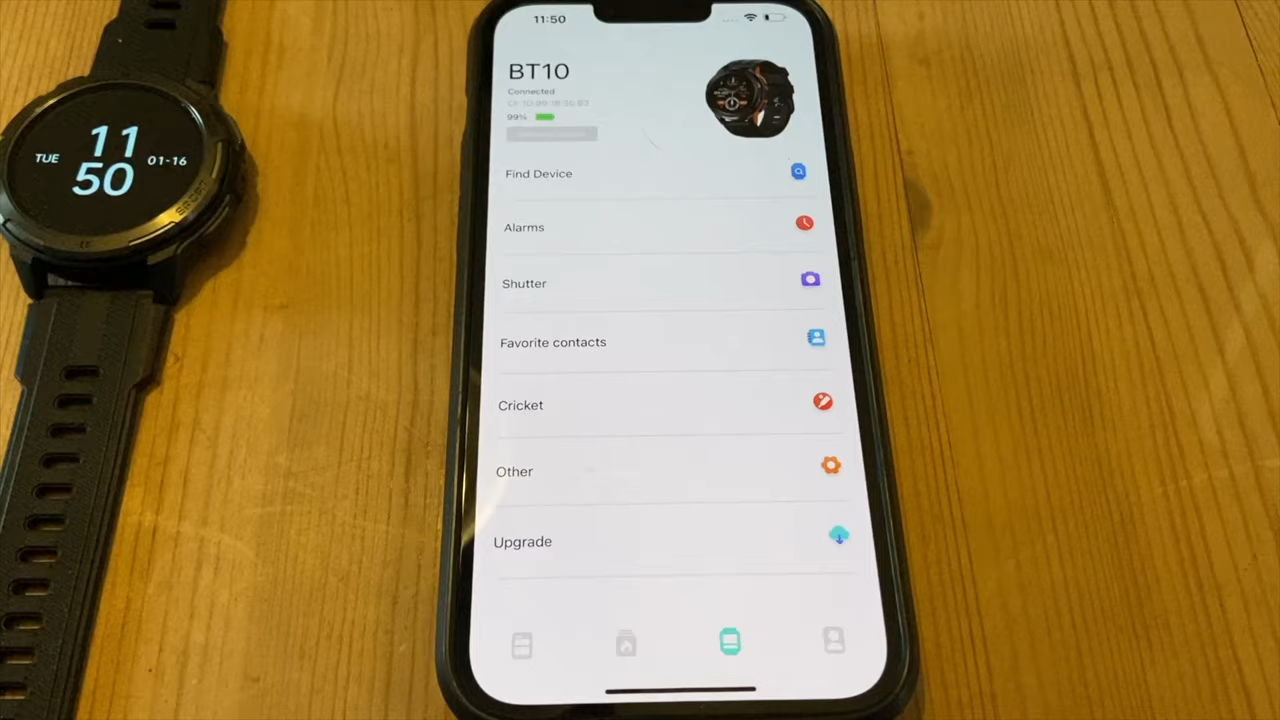 11:50
BT10
Connected
99%
Find Device
Alarms
Shutter
Favorite contacts
Cricket
Other
Upgrade
11
TUE
01-16
50
SPORT